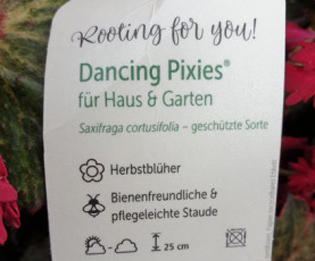 Rooting for you!
Dancing Pixies®
für Haus & Garten
Saxifraga cortusifolia – geschützte Sorte
Herbstblüher
Bienenfreundliche &
pflegeleichte Staude
25 cm